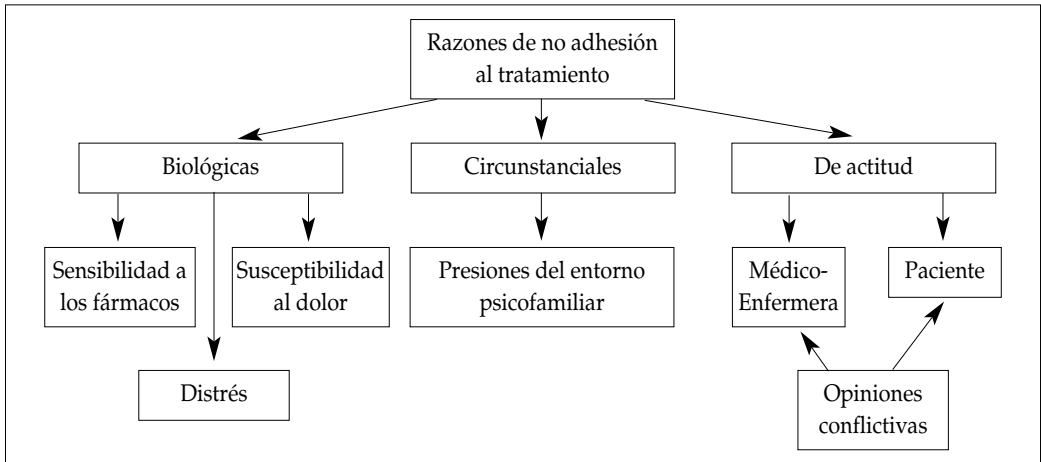 Razones de no adhesión
al tratamiento
Biológicas
Circunstanciales
De actitud
Sensibilidad a
los fármacos
Susceptibilidad
al dolor
Presiones del entorno
psicofamiliar
Médico-
Enfermera
Paciente
Distrés
Opiniones
conflictivas